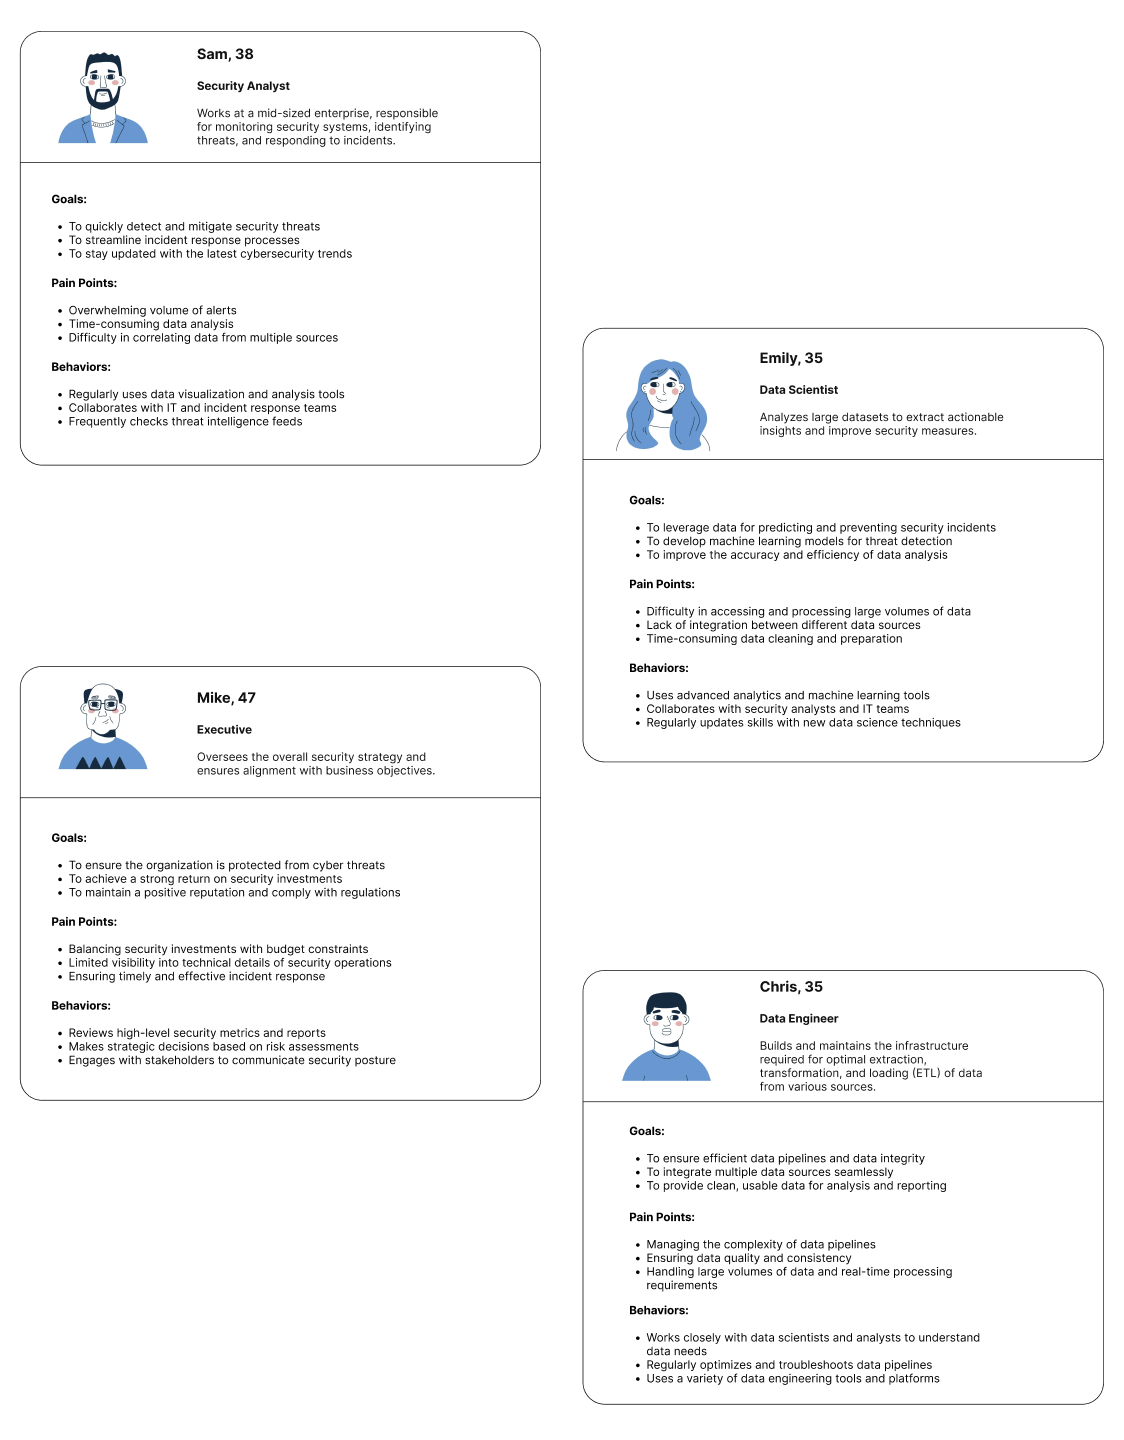 Sam, 38
Security Analyst
Works at a mid-sized enterprise, responsible
for monitoring security systems, identifying
threats, and responding to incidents.
Goals:
• To quickly detect and mitigate security threats
• To streamline incident response processes
• To stay updated with the latest cybersecurity trends
Pain Points:
• Overwhelming volume of alerts
• Time-consuming data analysis
• Difficulty in correlating data from multiple sources
Behaviors:
• Regularly uses data visualization and analysis tools
• Collaborates with IT and incident response teams
• Frequently checks threat intelligence feeds
Emily, 35
Data Scientist
Analyzes large datasets to extract actionable
insights and improve security measures.
Goals:
• To leverage data for predicting and preventing security incidents
• To develop machine learning models for threat detection
• To improve the accuracy and efficiency of data analysis
Pain Points:
• Difficulty in accessing and processing large volumes of data
• Lack of integration between different data sources
• Time-consuming data cleaning and preparation
Behaviors:
• Uses advanced analytics and machine learning tools
• Collaborates with security analysts and IT teams
• Regularly updates skills with new data science techniques
Mike, 47
Executive
Oversees the overall security strategy and
ensures alignment with business objectives.
Goals:
• To ensure the organization is protected from cyber threats
• To achieve a strong return on security investments
• To maintain a positive reputation and comply with regulations
Pain Points:
• Balancing security investments with budget constraints
• Limited visibility into technical details of security operations
• Ensuring timely and effective incident response
Behaviors:
• Reviews high-level security metrics and reports
• Makes strategic decisions based on risk assessments
• Engages with stakeholders to communicate security posture
Chris, 35
Data Engineer
Builds and maintains the infrastructure
required for optimal extraction,
transformation, and loading (ETL) of data
from various sources.
Goals:
• To ensure efficient data pipelines and data integrity
• To integrate multiple data sources seamlessly
• To provide clean, usable data for analysis and reporting
Pain Points:
• Managing the complexity of data pipelines
• Ensuring data quality and consistency
• Handling large volumes of data and real-time processing
requirements
Behaviors:
• Works closely with data scientists and analysts to understand
data needs
• Regularly optimizes and troubleshoots data pipelines
• Uses a variety of data engineering tools and platforms